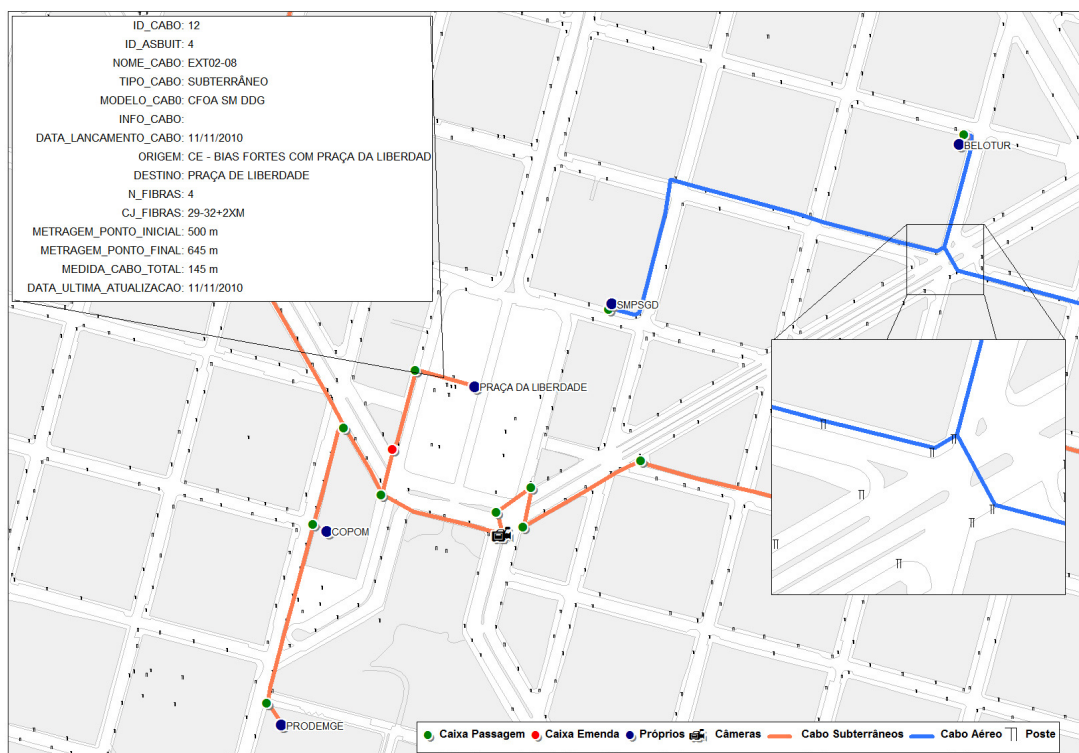 ID_CABO: 12
ID_ASBUIT: 4
NOME_CABO: EXT02-08
TIPO_CABO: SUBTERRÂNEO
MODELO_CAB0: CFOA SM DDG
INFO_CABO:
DATA_LANCAMENTO_CABO: 11/11/2010
ORIGEM: CE - BIAS FORTES COM PRAÇA DA LIBERDAD
DESTINO: PRAÇA DE LIBERDADE
N_FIBRAS: 4
CJ_FIBRAS: 29-32+2XM
METRAGEM_PONTO_INICIAL: 500 m
METRAGEM_PONTO_FINAL: 645 m
MEDIDA_CABO_TOTAL: 145 m
DATA_ULTIMA_ATUALIZACAO: 11/11/2010
BELOTUR
SMPSGD
PRAÇA DA LIBERDADE
COPOM
PRODEMGE
Caixa Passagem Caixa Emenda Próprios Câmeras Cabo Subterrâneos Cabo Aéreo Poste